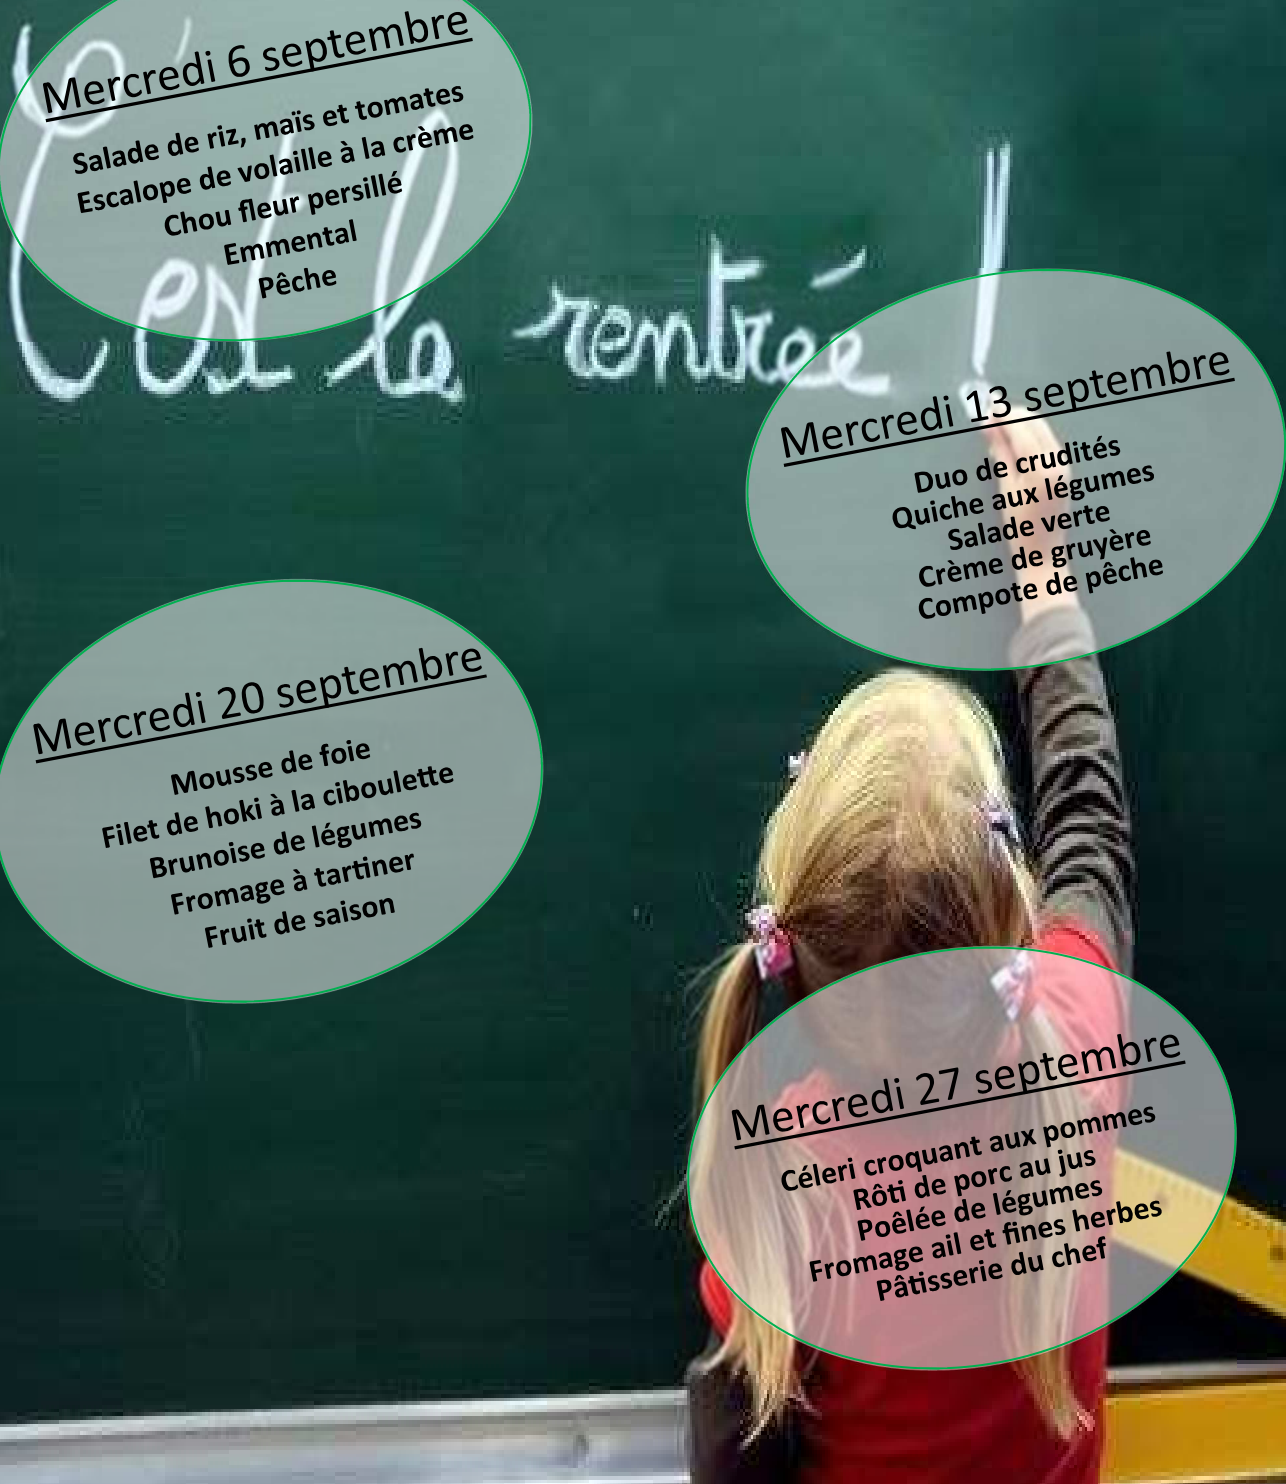 Mercredi 6 septembre
Salade de riz, maïs et tomates
Escalope de volaille à la crème
Chou fleur persillé
Emmental
Pêche
C'est la rentrée !
Mercredi 13 septembre
Duo de crudités
Quiche aux légumes
Salade verte
Crème de gruyère
Compote de pêche
Mercredi 20 septembre
Mousse de foie
Filet de hoki à la ciboulette
Brunoise de légumes
Fromage à tartiner
Fruit de saison
Mercredi 27 septembre
Céleri croquant aux pommes
Rôti de porc au jus
Poêlée de légumes
Fromage ail et fines herbes
Pâtisserie du chef